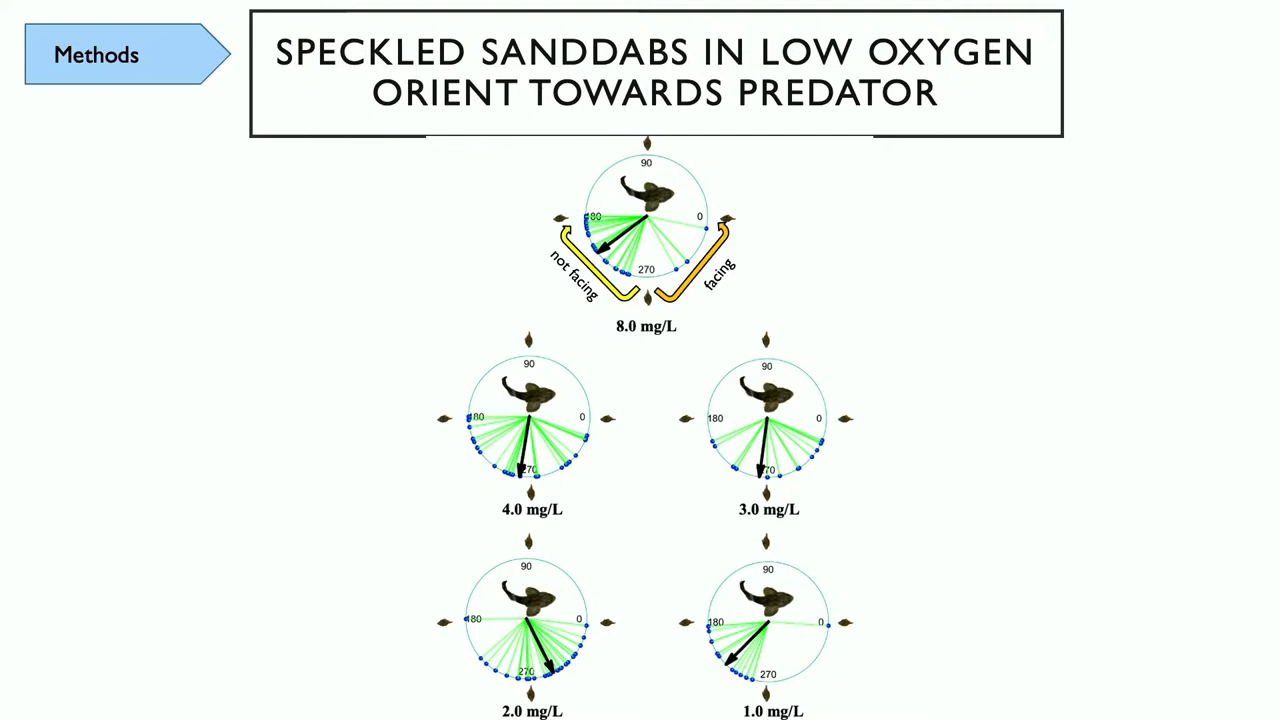 Methods
SPECKLED SANDDABS IN LOW OXYGEN
ORIENT TOWARDS PREDATOR
90
180
0
270
not facing
facing
8.0 mg/L
90
180
0
270
4.0 mg/L
90
180
0
270
3.0 mg/L
90
180
0
270
2.0 mg/L
90
180
0
270
1.0 mg/L